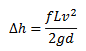 Δh = fLv² / 2gd